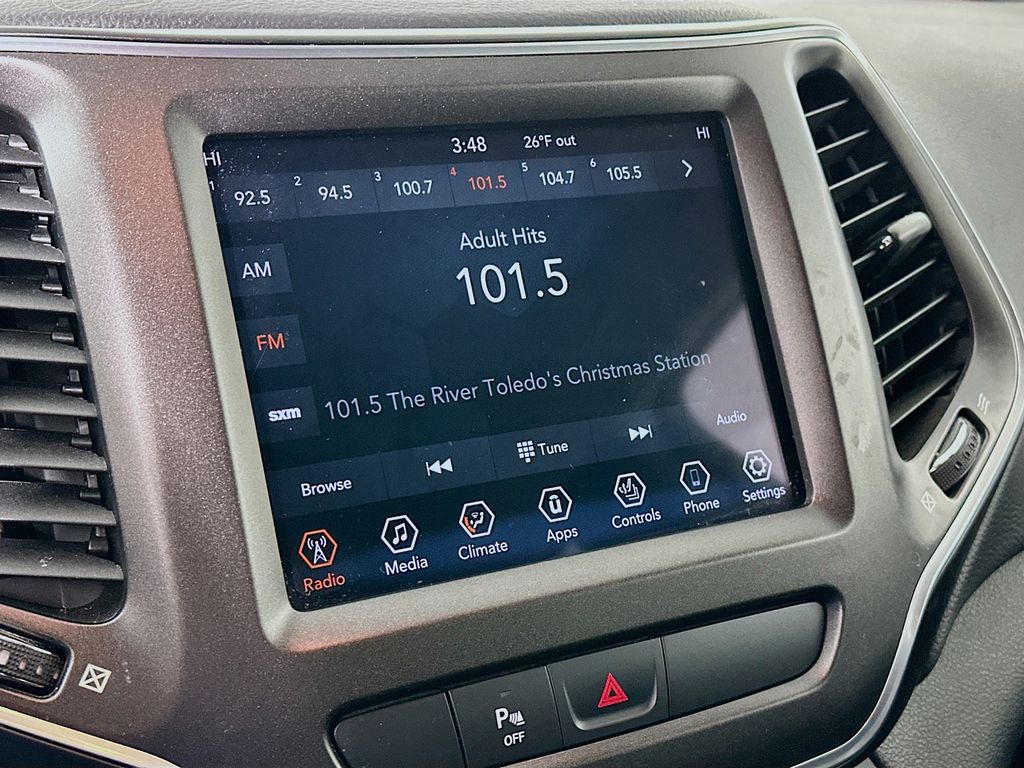 HI 3:48 26°F out HI
1 92.5 2 94.5 3 100.7 4 101.5 5 104.7 6 105.5
Adult Hits
AM
101.5
FM
101.5 The River Toledo's Christmas Station
sxm
Browse Tune Audio
Radio Media Climate Apps Controls Phone Settings
P
OFF